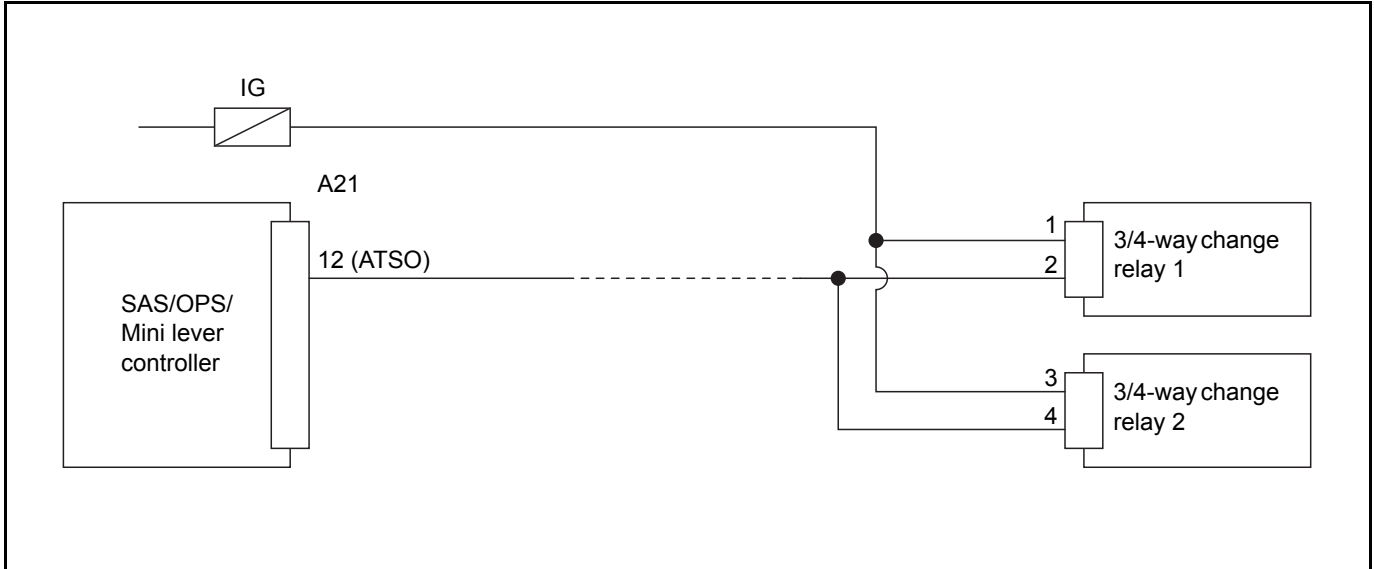 IG
A21
12 (ATSO)
SAS/OPS/
Mini lever
controller
1
2
3/4-way change
relay 1
3
4
3/4-way change
relay 2